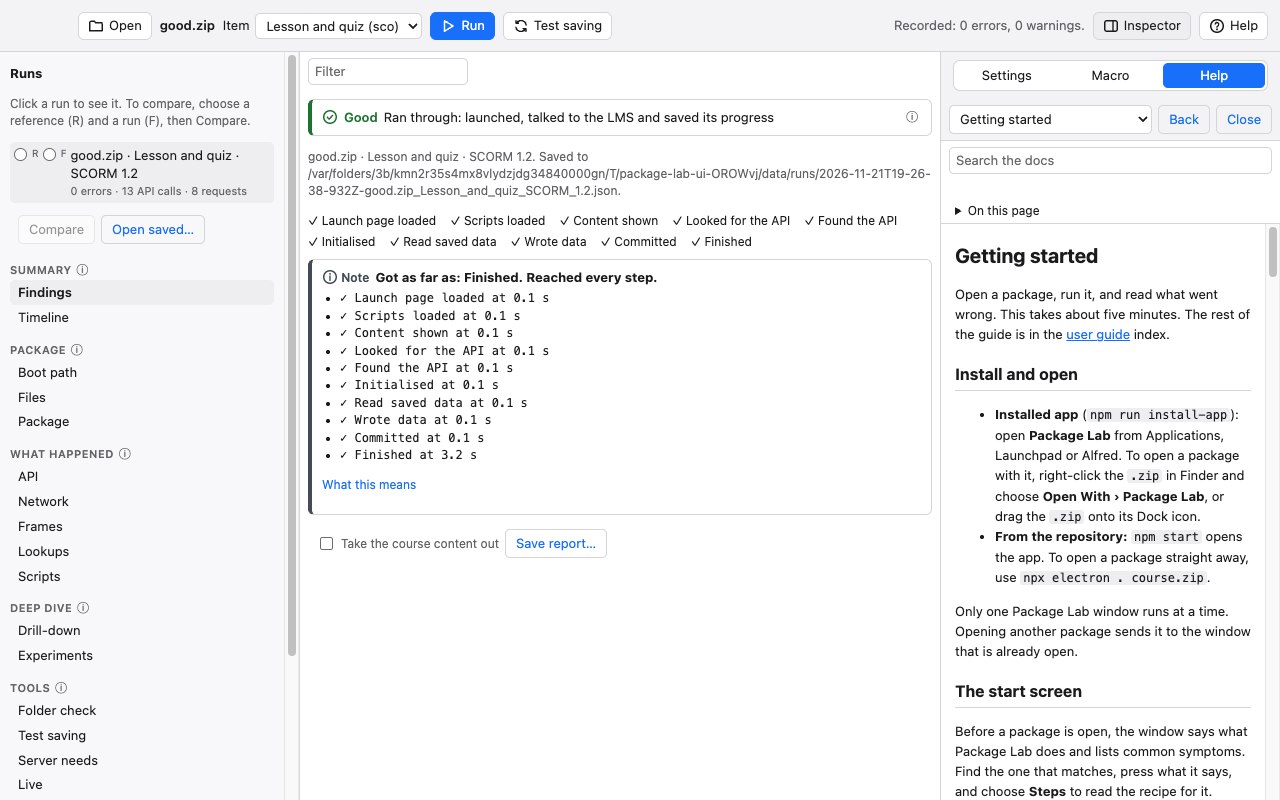 Open good.zip Item Lesson and quiz (sco) Run Test saving Recorded: 0 errors, 0 warnings. Inspector Help
Runs
Click a run to see it. To compare, choose a
reference (R) and a run (F), then Compare.
R F good.zip · Lesson and quiz ·
SCORM 1.2
0 errors · 13 API calls · 8 requests
Compare Open saved…
SUMMARY
Findings
Timeline
PACKAGE
Boot path
Files
Package
WHAT HAPPENED
API
Network
Frames
Lookups
Scripts
DEEP DIVE
Drill-down
Experiments
TOOLS
Folder check
Test saving
Server needs
Live
Filter
Good Ran through: launched, talked to the LMS and saved its progress
good.zip · Lesson and quiz · SCORM 1.2. Saved to
/var/folders/3b/kmn2r35s4mx8vlydzjdg34840000gn/T/package-lab-ui-OROWvj/data/runs/2026-11-21T19-26-
38-932Z-good.zip_Lesson_and_quiz_SCORM_1.2.json.
✓ Launch page loaded ✓ Scripts loaded ✓ Content shown ✓ Looked for the API ✓ Found the API
✓ Initialised ✓ Read saved data ✓ Wrote data ✓ Committed ✓ Finished
Note Got as far as: Finished. Reached every step.
• ✓ Launch page loaded at 0.1 s
• ✓ Scripts loaded at 0.1 s
• ✓ Content shown at 0.1 s
• ✓ Looked for the API at 0.1 s
• ✓ Found the API at 0.1 s
• ✓ Initialised at 0.1 s
• ✓ Read saved data at 0.1 s
• ✓ Wrote data at 0.1 s
• ✓ Committed at 0.1 s
• ✓ Finished at 3.2 s
What this means
Take the course content out Save report…
Settings Macro Help
Getting started Back Close
Search the docs
On this page
Getting started
Open a package, run it, and read what went
wrong. This takes about five minutes. The rest of
the guide is in the user guide index.
Install and open
• Installed app (npm run install-app):
open Package Lab from Applications,
Launchpad or Alfred. To open a package
with it, right-click the .zip in Finder and
choose Open With › Package Lab, or
drag the .zip onto its Dock icon.
• From the repository: npm start opens
the app. To open a package straight away,
use npx electron . course.zip.
Only one Package Lab window runs at a time.
Opening another package sends it to the window
that is already open.
The start screen
Before a package is open, the window says what
Package Lab does and lists common symptoms.
Find the one that matches, press what it says,
and choose Steps to read the recipe for it.